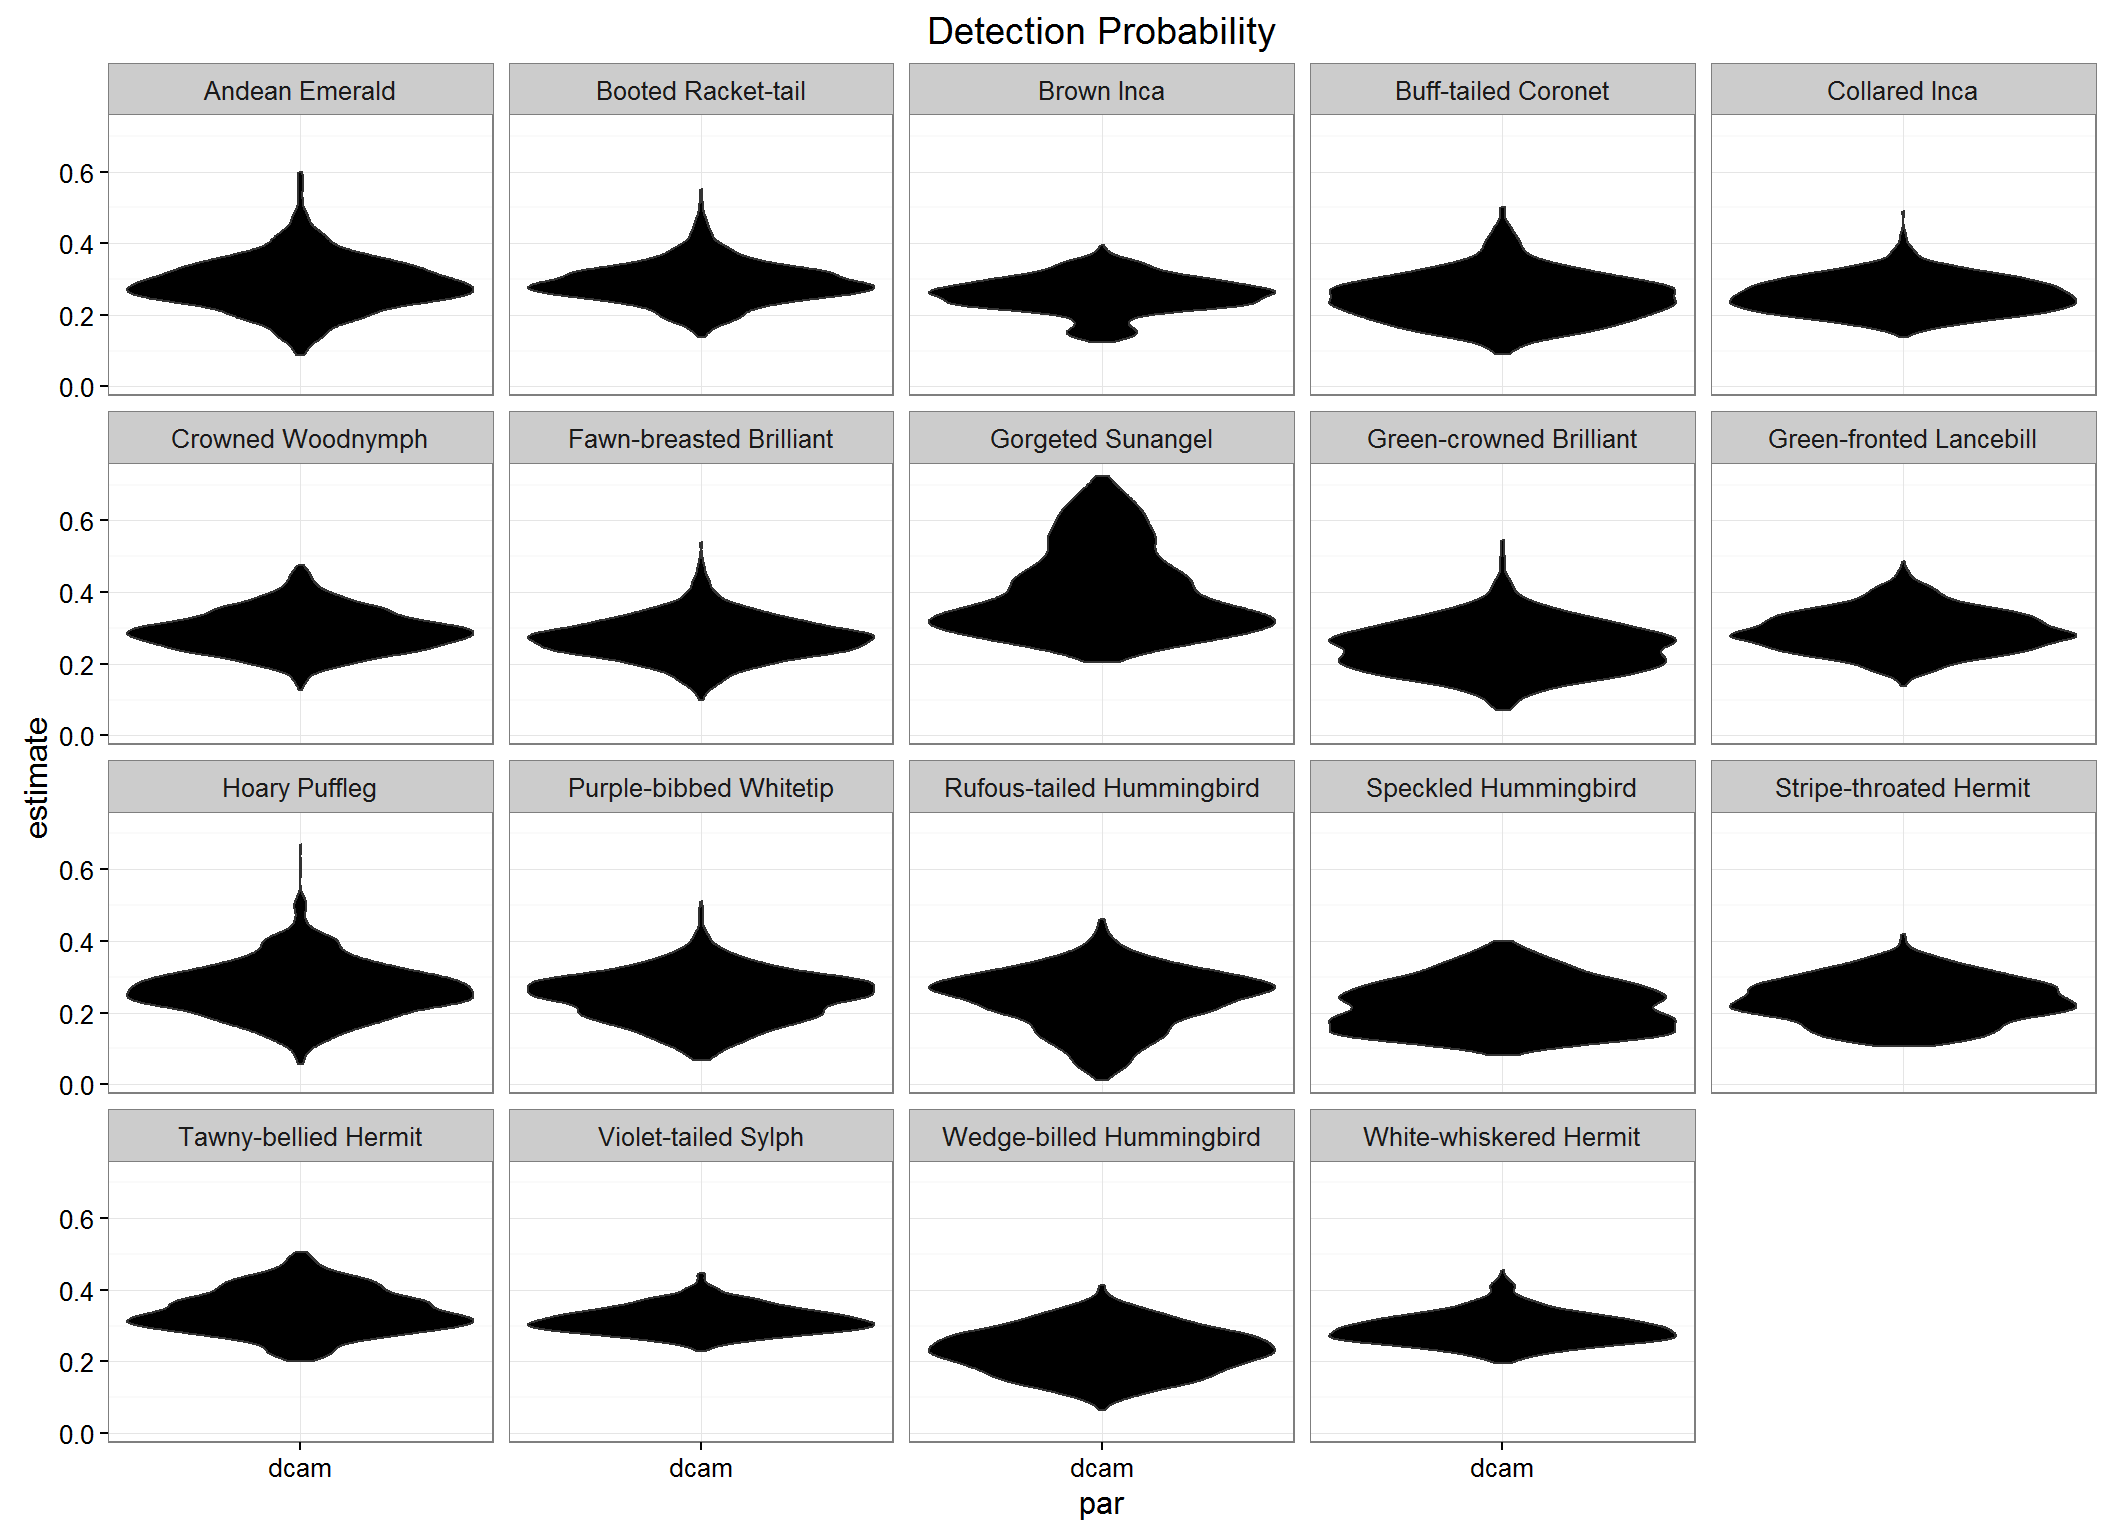 Detection Probability
Andean Emerald
Booted Racket-tail
Brown Inca
Buff-tailed Coronet
Collared Inca
0.6
0.4
0.2
0.0
Crowned Woodnymph
Fawn-breasted Brilliant
Gorgeted Sunangel
Green-crowned Brilliant
Green-fronted Lancebill
0.6
0.4
0.2
0.0
estimate
Hoary Puffleg
Purple-bibbed Whitetip
Rufous-tailed Hummingbird
Speckled Hummingbird
Stripe-throated Hermit
0.6
0.4
0.2
0.0
Tawny-bellied Hermit
Violet-tailed Sylph
Wedge-billed Hummingbird
White-whiskered Hermit
0.6
0.4
0.2
0.0
dcam
dcam
dcam
dcam
par